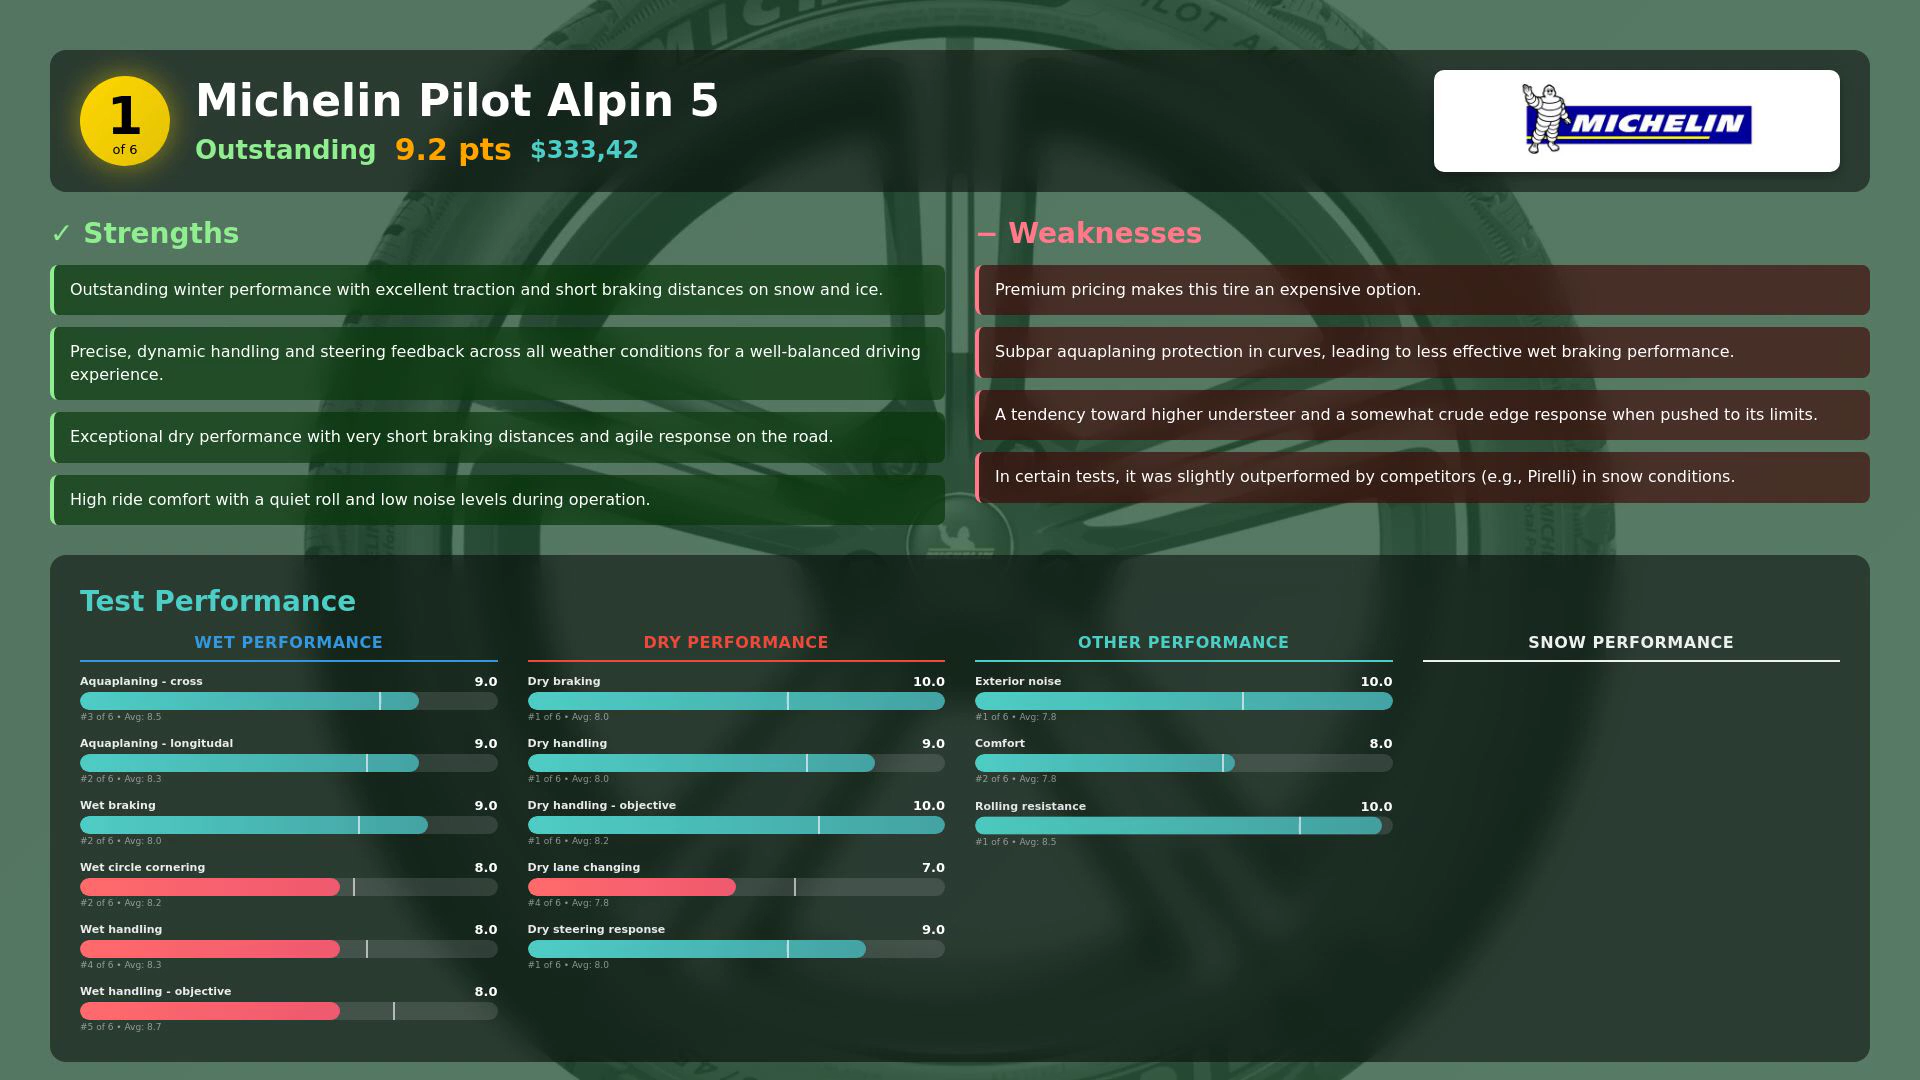 1
of 6
Michelin Pilot Alpin 5
Outstanding 9.2 pts $333,42
MICHELIN
✓ Strengths
Outstanding winter performance with excellent traction and short braking distances on snow and ice.
Precise, dynamic handling and steering feedback across all weather conditions for a well-balanced driving
experience.
Exceptional dry performance with very short braking distances and agile response on the road.
High ride comfort with a quiet roll and low noise levels during operation.
− Weaknesses
Premium pricing makes this tire an expensive option.
Subpar aquaplaning protection in curves, leading to less effective wet braking performance.
A tendency toward higher understeer and a somewhat crude edge response when pushed to its limits.
In certain tests, it was slightly outperformed by competitors (e.g., Pirelli) in snow conditions.
Test Performance
WET PERFORMANCE
Aquaplaning - cross 9.0
#3 of 6 • Avg: 8.5
Aquaplaning - longitudal 9.0
#2 of 6 • Avg: 8.3
Wet braking 9.0
#2 of 6 • Avg: 8.0
Wet circle cornering 8.0
#2 of 6 • Avg: 8.2
Wet handling 8.0
#4 of 6 • Avg: 8.3
Wet handling - objective 8.0
#5 of 6 • Avg: 8.7
DRY PERFORMANCE
Dry braking 10.0
#1 of 6 • Avg: 8.0
Dry handling 9.0
#1 of 6 • Avg: 8.0
Dry handling - objective 10.0
#1 of 6 • Avg: 8.2
Dry lane changing 7.0
#4 of 6 • Avg: 7.8
Dry steering response 9.0
#1 of 6 • Avg: 8.0
OTHER PERFORMANCE
Exterior noise 10.0
#1 of 6 • Avg: 7.8
Comfort 8.0
#2 of 6 • Avg: 7.8
Rolling resistance 10.0
#1 of 6 • Avg: 8.5
SNOW PERFORMANCE